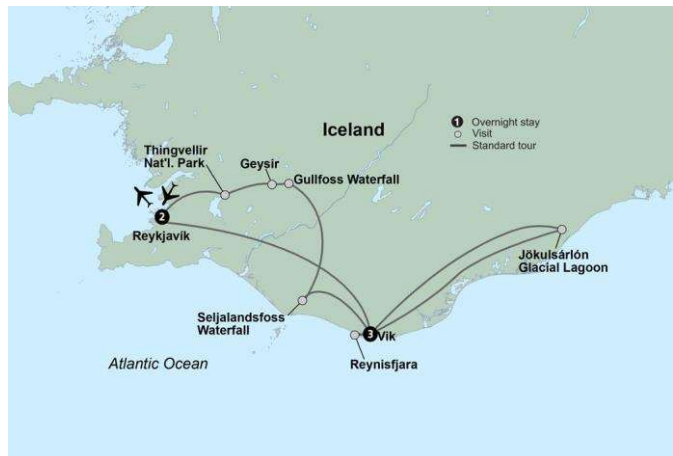 Iceland
1 Overnight stay
Visit
Standard tour
Thingvellir
Nat'l. Park
Geysir
Gullfoss Waterfall
2
Reykjavík
Jökulsárlón
Glacial Lagoon
Seljalandsfoss
Waterfall
3 Vik
Reynisfjara
Atlantic Ocean